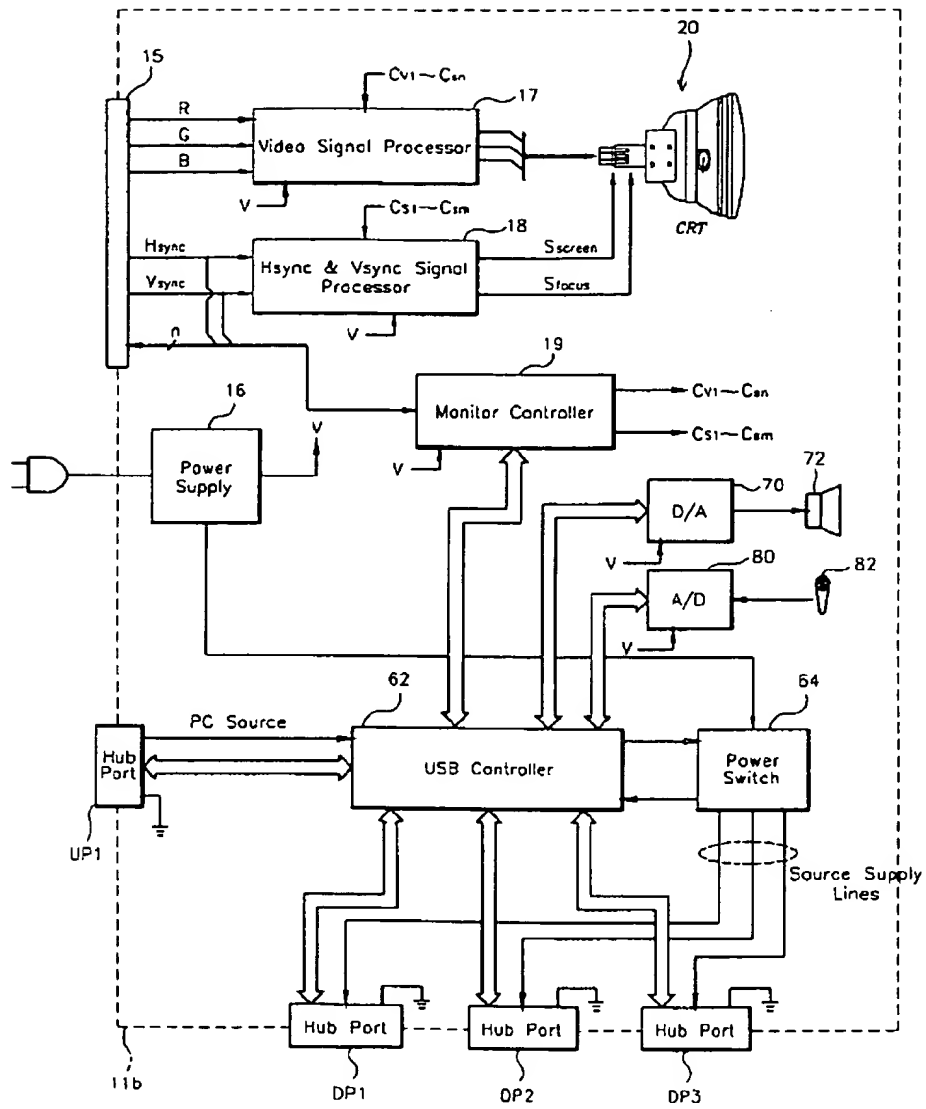 20
15
Cv1~Csn
17
R
G
B
Video Signal Processor
V
CRT
Cs1~Csm
18
Hsync
Vsync
Hsync & Vsync Signal
Processor
Sscreen
Sfocus
V
n
19
16
V
Monitor Controller
Cv1~Csn
Cs1~Csm
V
Power
Supply
70
72
D/A
V
80
82
A/D
V
62
64
PC Source
Hub
Port
USB Controller
Power
Switch
UP1
Source Supply
Lines
Hub Port
Hub Port
Hub Port
11b
DP1
DP2
DP3